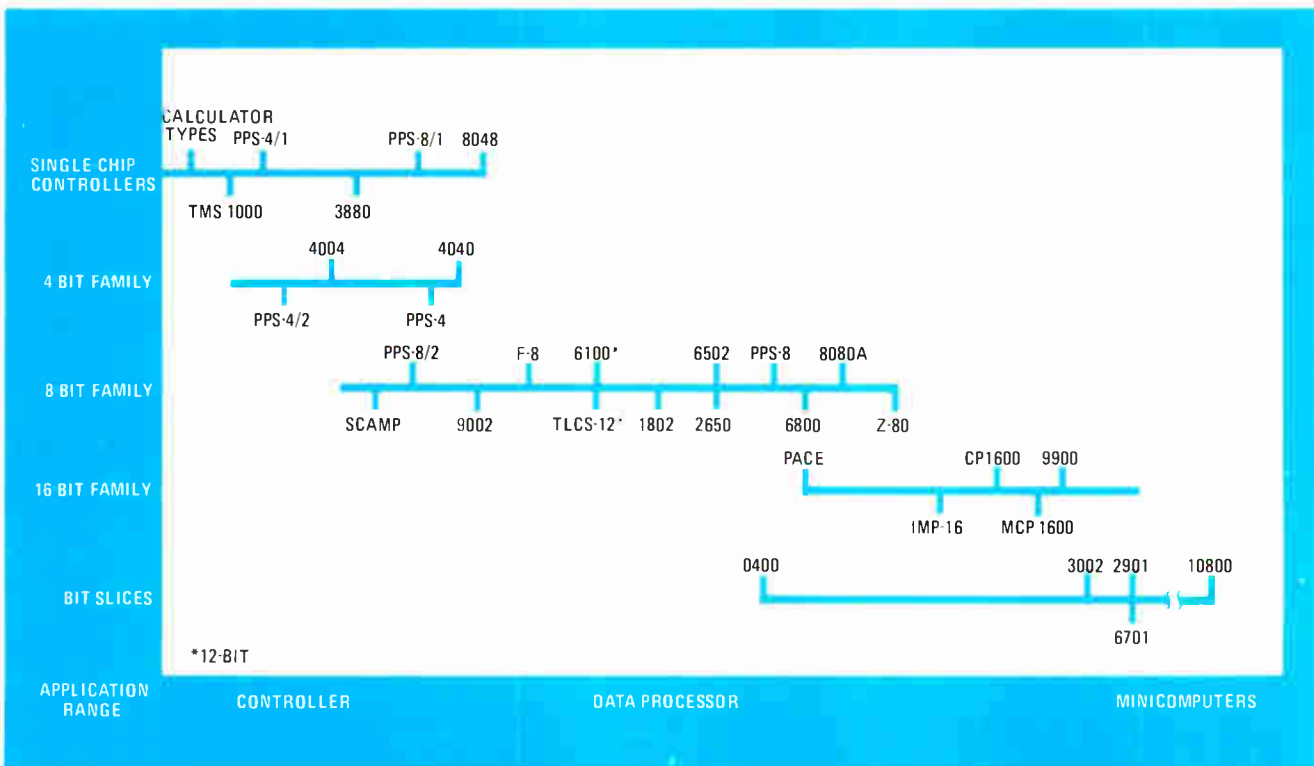 CALCULATOR
TYPES PPS-4/1 PPS-8/1 8048
SINGLE CHIP
CONTROLLERS
TMS 1000 3880
4004 4040
4 BIT FAMILY
PPS-4/2 PPS-4
PPS-8/2 F-8 6100* 6502 PPS-8 8080A
8 BIT FAMILY
SCAMP 9002 TLCS-12* 1802 2650 6800 Z-80
PACE CP1600 9900
16 BIT FAMILY
IMP-16 MCP 1600
0400 3002 2901 10800
BIT SLICES
6701
*12-BIT
APPLICATION
RANGE
CONTROLLER DATA PROCESSOR MINICOMPUTERS